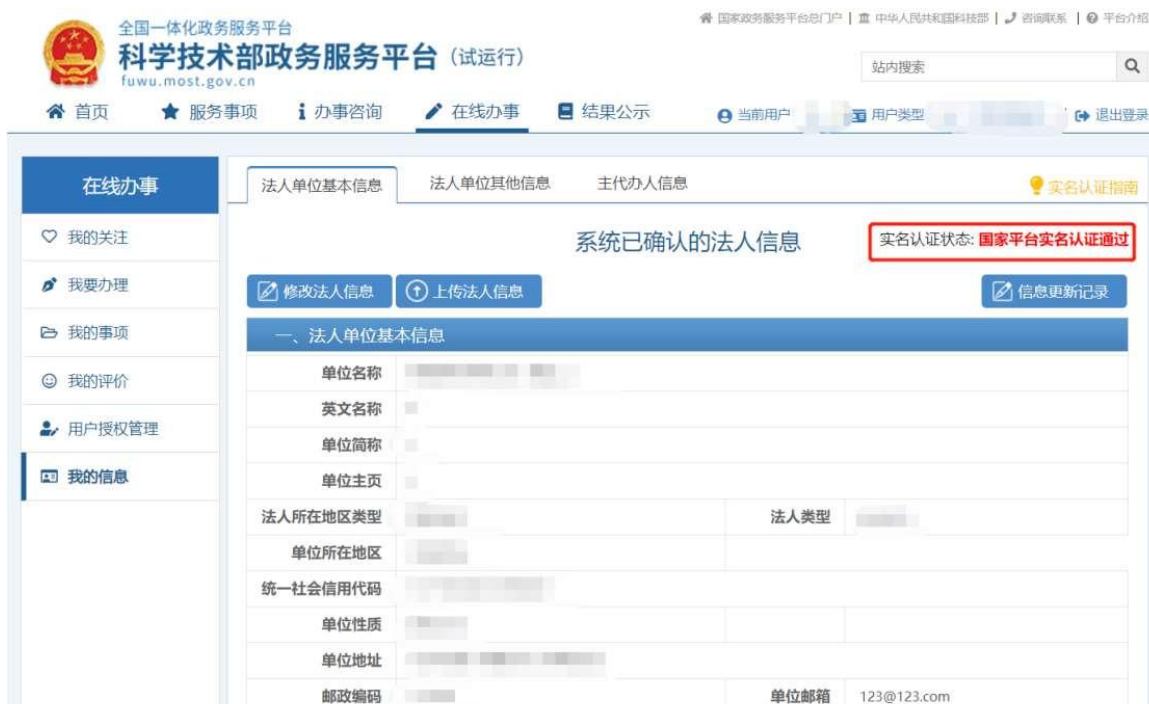 国家政务服务平台总门户 | 中华人民共和国科技部 | 咨询联系 | 平台介绍
全国一体化政务服务平台
科学技术部政务服务平台（试运行）
fuwu.most.gov.cn
站内搜索
首页 服务事项 办事咨询 在线办事 结果公示 当前用户 用户类型 退出登录
在线办事
法人单位基本信息 法人单位其他信息 主代办人信息 实名认证指南
我的关注
系统已确认的法人信息 实名认证状态: 国家平台实名认证通过
我要办理
修改法人信息 上传法人信息 信息更新记录
我的事项
一、法人单位基本信息
我的评价
单位名称
英文名称
用户授权管理
单位简称
我的信息
单位主页
法人所在地区类型 法人类型
单位所在地区
统一社会信用代码
单位性质
单位地址
邮政编码 单位邮箱 123@123.com